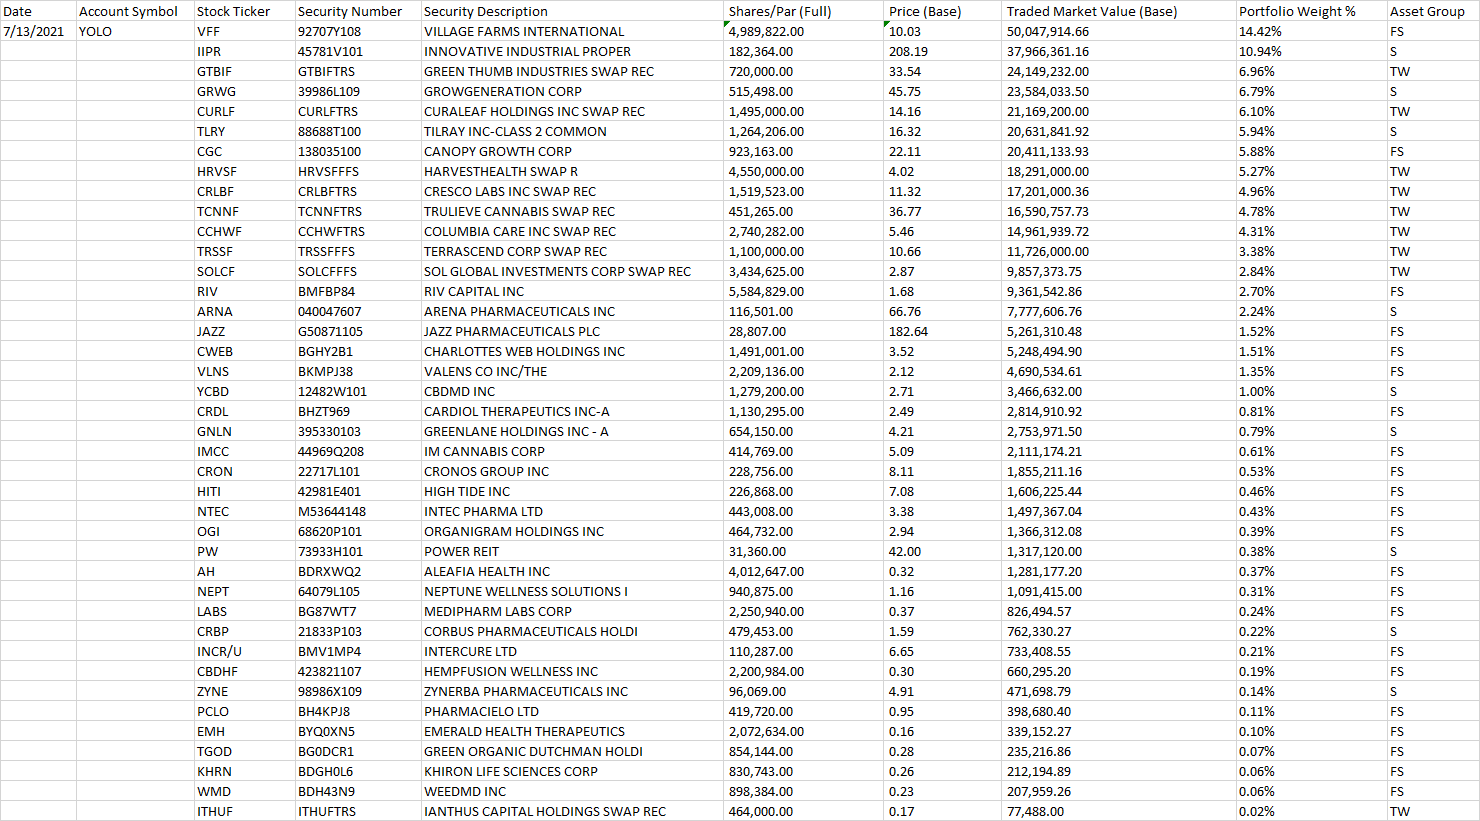 Date Account Symbol Stock Ticker Security Number Security Description Shares/Par (Full) Price (Base) Traded Market Value (Base) Portfolio Weight % Asset Group
7/13/2021 YOLO VFF 92707Y108 VILLAGE FARMS INTERNATIONAL 4,989,822.00 10.03 50,047,914.66 14.42% FS
IIPR 45781V101 INNOVATIVE INDUSTRIAL PROPER 182,364.00 208.19 37,966,361.16 10.94% S
GTBIF GTBIFTRS GREEN THUMB INDUSTRIES SWAP REC 720,000.00 33.54 24,149,232.00 6.96% TW
GRWG 39986L109 GROWGENERATION CORP 515,498.00 45.75 23,584,033.50 6.79% S
CURLF CURLFTRS CURALEAF HOLDINGS INC SWAP REC 1,495,000.00 14.16 21,169,200.00 6.10% TW
TLRY 88688T100 TILRAY INC-CLASS 2 COMMON 1,264,206.00 16.32 20,631,841.92 5.94% S
CGC 138035100 CANOPY GROWTH CORP 923,163.00 22.11 20,411,133.93 5.88% FS
HRVSF HRVSFFFS HARVESTHEALTH SWAP R 4,550,000.00 4.02 18,291,000.00 5.27% TW
CRLBF CRLBFTRS CRESCO LABS INC SWAP REC 1,519,523.00 11.32 17,201,000.36 4.96% TW
TCNNF TCNNFTRS TRULIEVE CANNABIS SWAP REC 451,265.00 36.77 16,590,757.73 4.78% TW
CCHWF CCHWFTRS COLUMBIA CARE INC SWAP REC 2,740,282.00 5.46 14,961,939.72 4.31% TW
TRSSF TRSSFFFS TERRASCEND CORP SWAP REC 1,100,000.00 10.66 11,726,000.00 3.38% TW
SOLCF SOLCFFFS SOL GLOBAL INVESTMENTS CORP SWAP REC 3,434,625.00 2.87 9,857,373.75 2.84% TW
RIV BMFBP84 RIV CAPITAL INC 5,584,829.00 1.68 9,361,542.86 2.70% FS
ARNA 040047607 ARENA PHARMACEUTICALS INC 116,501.00 66.76 7,777,606.76 2.24% S
JAZZ G50871105 JAZZ PHARMACEUTICALS PLC 28,807.00 182.64 5,261,310.48 1.52% FS
CWEB BGHY2B1 CHARLOTTES WEB HOLDINGS INC 1,491,001.00 3.52 5,248,494.90 1.51% FS
VLNS BKMPJ38 VALENS CO INC/THE 2,209,136.00 2.12 4,690,534.61 1.35% FS
YCBD 12482W101 CBDMD INC 1,279,200.00 2.71 3,466,632.00 1.00% S
CRDL BHZT969 CARDIOL THERAPEUTICS INC-A 1,130,295.00 2.49 2,814,910.92 0.81% FS
GNLN 395330103 GREENLANE HOLDINGS INC - A 654,150.00 4.21 2,753,971.50 0.79% S
IMCC 44969Q208 IM CANNABIS CORP 414,769.00 5.09 2,111,174.21 0.61% FS
CRON 22717L101 CRONOS GROUP INC 228,756.00 8.11 1,855,211.16 0.53% FS
HITI 42981E401 HIGH TIDE INC 226,868.00 7.08 1,606,225.44 0.46% FS
NTEC M53644148 INTEC PHARMA LTD 443,008.00 3.38 1,497,367.04 0.43% FS
OGI 68620P101 ORGANIGRAM HOLDINGS INC 464,732.00 2.94 1,366,312.08 0.39% FS
PW 73933H101 POWER REIT 31,360.00 42.00 1,317,120.00 0.38% S
AH BDRXWQ2 ALEAFIA HEALTH INC 4,012,647.00 0.32 1,281,177.20 0.37% FS
NEPT 64079L105 NEPTUNE WELLNESS SOLUTIONS I 940,875.00 1.16 1,091,415.00 0.31% FS
LABS BG87WT7 MEDIPHARM LABS CORP 2,250,940.00 0.37 826,494.57 0.24% FS
CRBP 21833P103 CORBUS PHARMACEUTICALS HOLDI 479,453.00 1.59 762,330.27 0.22% S
INCR/U BMV1MP4 INTERCURE LTD 110,287.00 6.65 733,408.55 0.21% FS
CBDHF 423821107 HEMPFUSION WELLNESS INC 2,200,984.00 0.30 660,295.20 0.19% FS
ZYNE 98986X109 ZYNERBA PHARMACEUTICALS INC 96,069.00 4.91 471,698.79 0.14% S
PCLO BH4KPJ8 PHARMACIELO LTD 419,720.00 0.95 398,680.40 0.11% FS
EMH BYQ0XN5 EMERALD HEALTH THERAPEUTICS 2,072,634.00 0.16 339,152.27 0.10% FS
TGOD BG0DCR1 GREEN ORGANIC DUTCHMAN HOLDI 854,144.00 0.28 235,216.86 0.07% FS
KHRN BDGH0L6 KHIRON LIFE SCIENCES CORP 830,743.00 0.26 212,194.89 0.06% FS
WMD BDH43N9 WEEDMD INC 898,384.00 0.23 207,959.26 0.06% FS
ITHUF ITHUFTRS IANTHUS CAPITAL HOLDINGS SWAP REC 464,000.00 0.17 77,488.00 0.02% TW